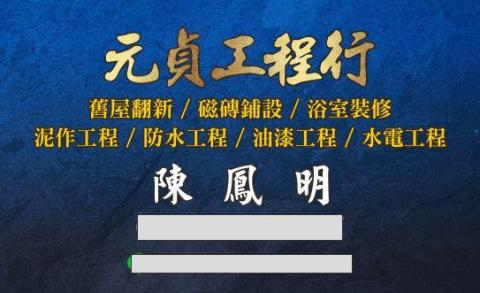 元貞工程行
舊屋翻新 / 磁磚鋪設 / 浴室裝修
泥作工程 / 防水工程 / 油漆工程 / 水電工程
陳鳳明